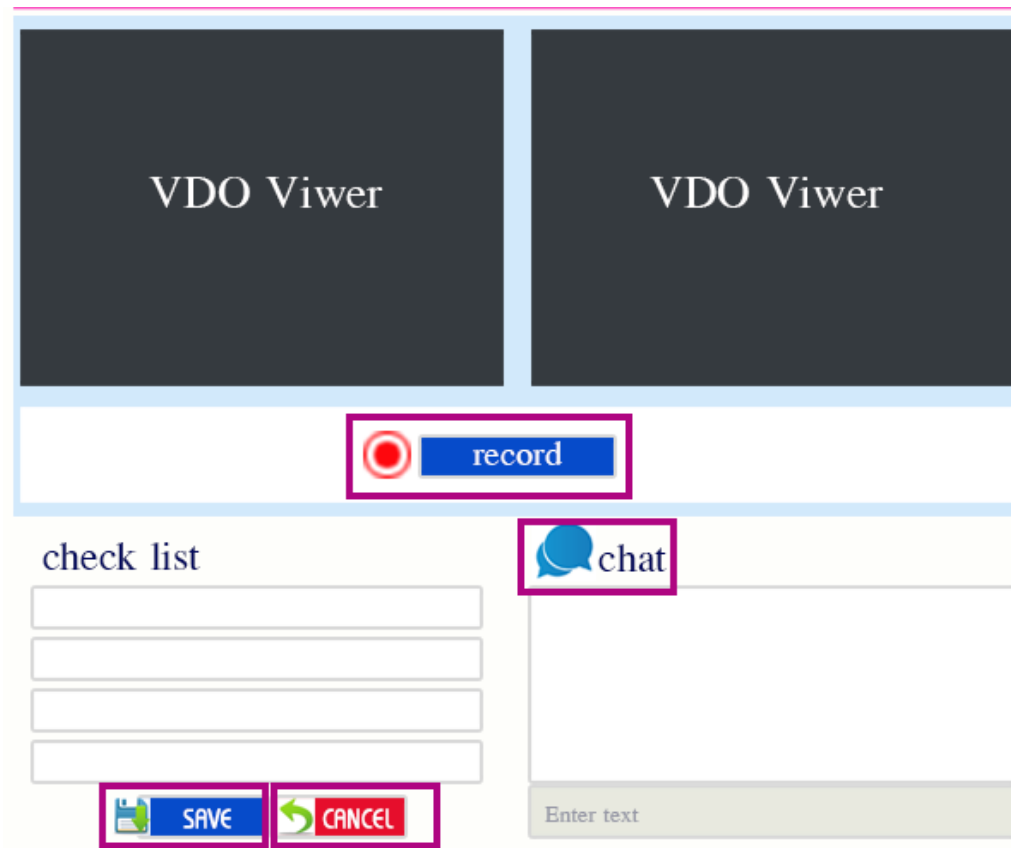 VDO Viwer
VDO Viwer
record
check list
chat
SAVE
CANCEL
Enter text